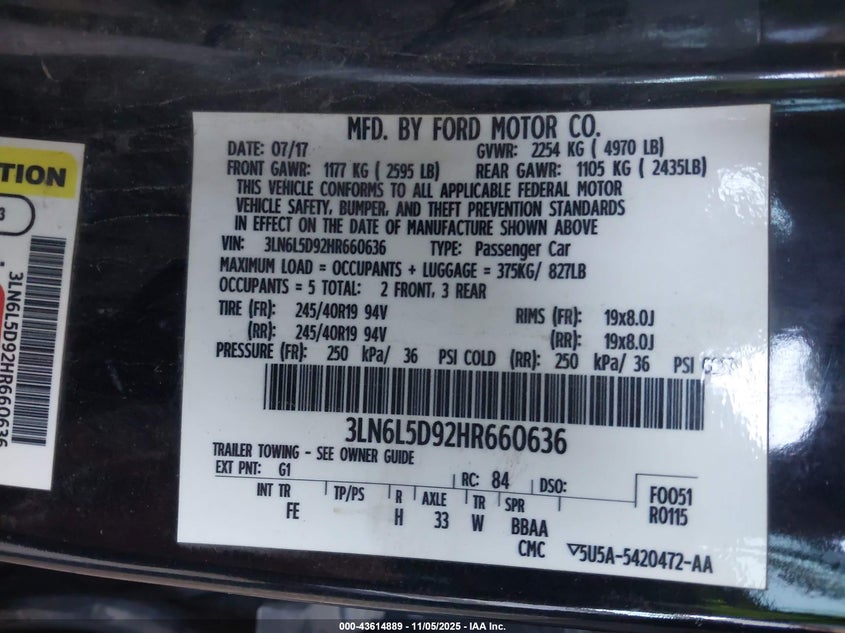 MFD. BY FORD MOTOR CO.
DATE: 07/17 GVWR: 2254 KG ( 4970 LB)
FRONT GAWR: 1177 KG ( 2595 LB) REAR GAWR: 1105 KG ( 2435LB)
THIS VEHICLE CONFORMS TO ALL APPLICABLE FEDERAL MOTOR
VEHICLE SAFETY, BUMPER, AND THEFT PREVENTION STANDARDS
IN EFFECT ON THE DATE OF MANUFACTURE SHOWN ABOVE
VIN: 3LN6L5D92HR660636 TYPE: Passenger Car
MAXIMUM LOAD = OCCUPANTS + LUGGAGE = 375KG/ 827LB
OCCUPANTS = 5 TOTAL: 2 FRONT, 3 REAR
TIRE (FR): 245/40R19 94V RIMS (FR): 19x8.0J
(RR): 245/40R19 94V (RR): 19x8.0J
PRESSURE (FR): 250 kPa/ 36 PSI COLD (RR): 250 kPa/ 36 PSI
3LN6L5D92HR660636
TRAILER TOWING - SEE OWNER GUIDE
EXT PNT: G1 RC: 84 DSO:
INT TR TP/PS R AXLE TR SPR F0051
FE H 33 W BBAA R0115
CMC 5U5A-5420472-AA
TION
3
3LN6L5D92HR660636
000-43614889 - 11/05/2025 - IAA Inc.